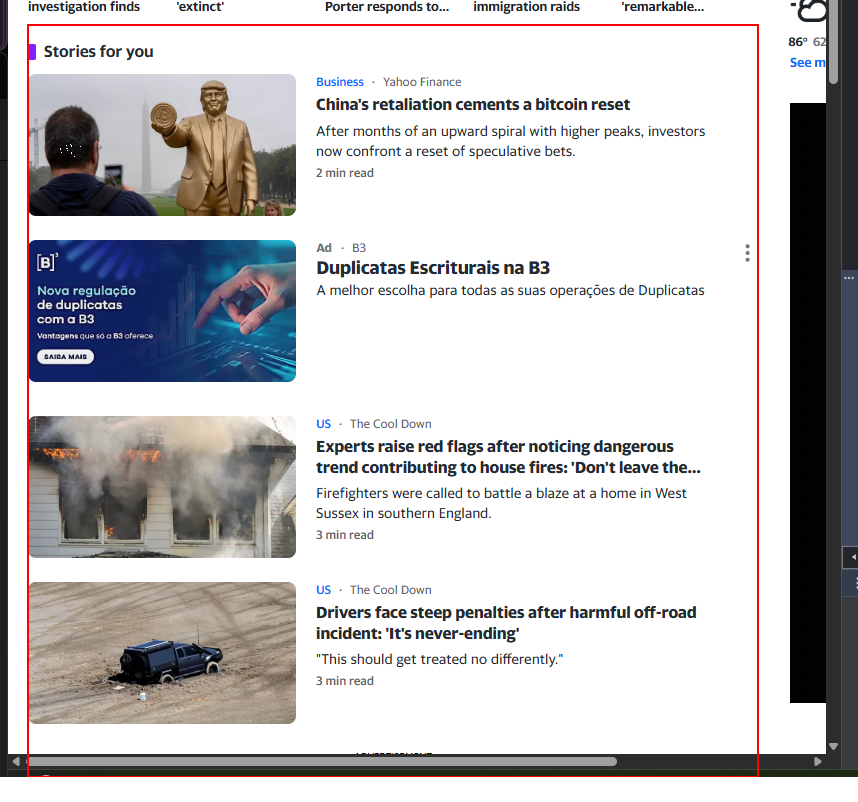 investigation finds
'extinct'
Porter responds to...
immigration raids
'remarkable...
86° 62
See m
Stories for you
Business · Yahoo Finance
China's retaliation cements a bitcoin reset
After months of an upward spiral with higher peaks, investors
now confront a reset of speculative bets.
2 min read
[B]³
Nova regulação
de duplicatas
com a B3
Vantagens que só a B3 oferece
SAIBA MAIS
Ad · B3
Duplicatas Escriturais na B3
A melhor escolha para todas as suas operações de Duplicatas
US · The Cool Down
Experts raise red flags after noticing dangerous
trend contributing to house fires: 'Don't leave the...
Firefighters were called to battle a blaze at a home in West
Sussex in southern England.
3 min read
US · The Cool Down
Drivers face steep penalties after harmful off-road
incident: 'It's never-ending'
"This should get treated no differently."
3 min read